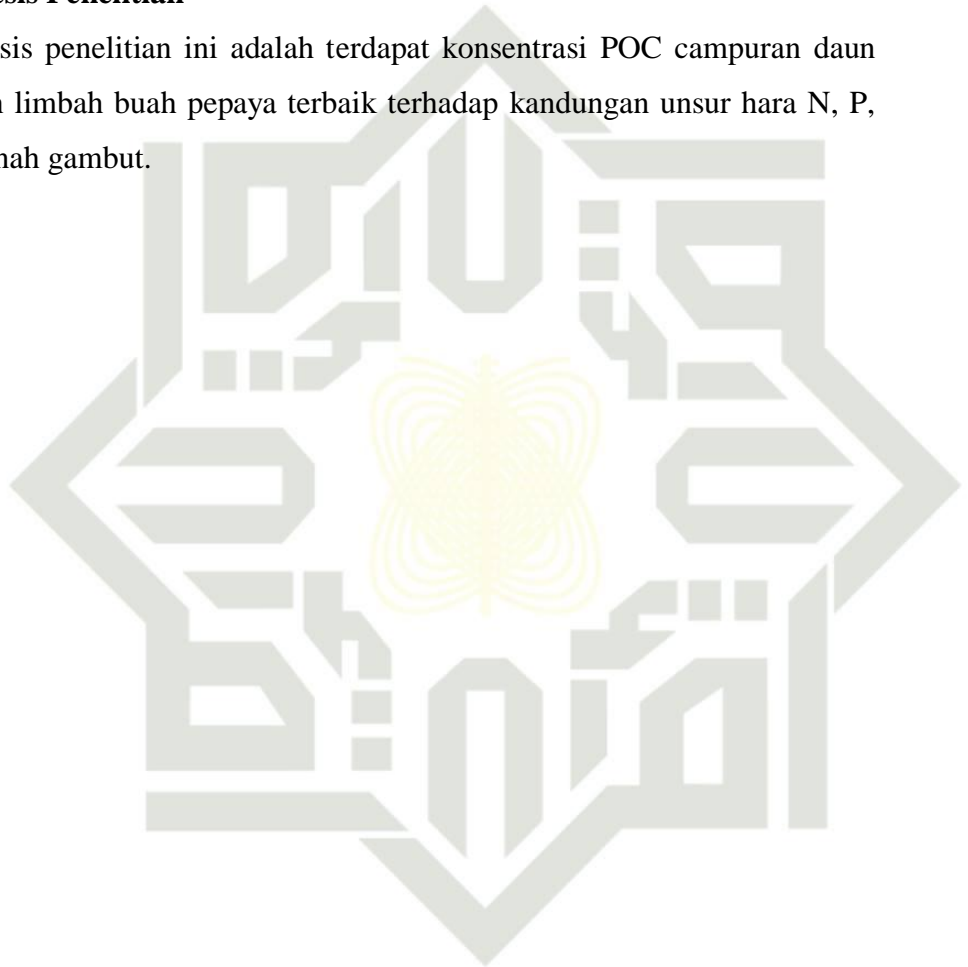 esis Penelitian
sis penelitian ini adalah terdapat konsentrasi POC campuran daun
n limbah buah pepaya terbaik terhadap kandungan unsur hara N, P,
nah gambut.